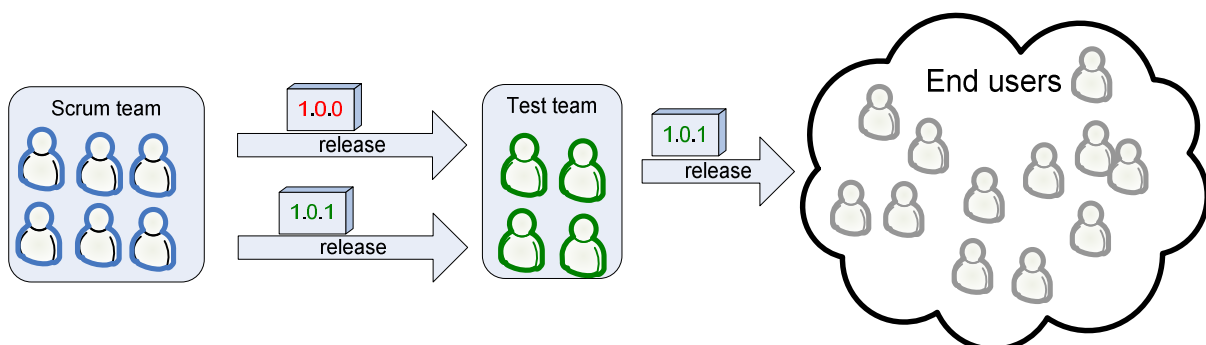 Scrum team
1.0.0
release
1.0.1
release
Test team
1.0.1
release
End users